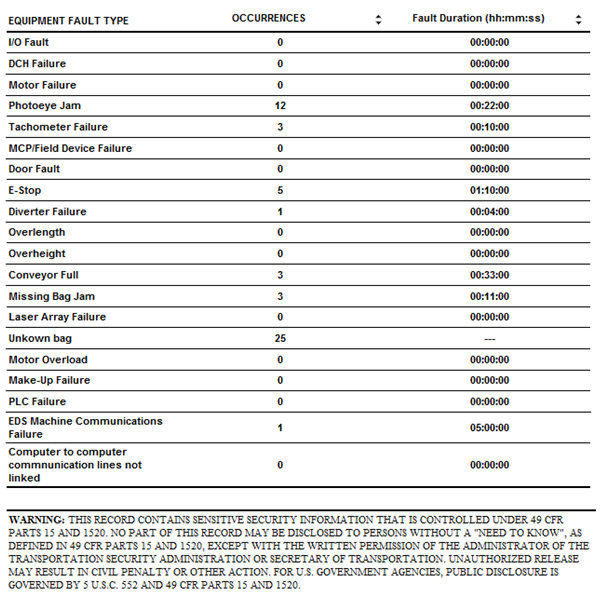 EQUIPMENT FAULT TYPE OCCURRENCES Fault Duration (hh:mm:ss)
I/O Fault 0 00:00:00
DCH Failure 0 00:00:00
Motor Failure 0 00:00:00
Photoeye Jam 12 00:22:00
Tachometer Failure 3 00:10:00
MCP/Field Device Failure 0 00:00:00
Door Fault 0 00:00:00
E-Stop 5 01:10:00
Diverter Failure 1 00:04:00
Overlength 0 00:00:00
Overheight 0 00:00:00
Conveyor Full 3 00:33:00
Missing Bag Jam 3 00:11:00
Laser Array Failure 0 00:00:00
Unkown bag 25 ---
Motor Overload 0 00:00:00
Make-Up Failure 0 00:00:00
PLC Failure 0 00:00:00
EDS Machine Communications
Failure 1 05:00:00
Computer to computer
commnunication lines not 0 00:00:00
linked
WARNING: THIS RECORD CONTAINS SENSITIVE SECURITY INFORMATION THAT IS CONTROLLED UNDER 49 CFR
PARTS 15 AND 1520. NO PART OF THIS RECORD MAY BE DISCLOSED TO PERSONS WITHOUT A "NEED TO KNOW", AS
DEFINED IN 49 CFR PARTS 15 AND 1520, EXCEPT WITH THE WRITTEN PERMISSION OF THE ADMINISTRATOR OF THE
TRANSPORTATION SECURITY ADMINISTRATION OR SECRETARY OF TRANSPORTATION. UNAUTHORIZED RELEASE
MAY RESULT IN CIVIL PENALTY OR OTHER ACTION. FOR U.S. GOVERNMENT AGENCIES, PUBLIC DISCLOSURE IS
GOVERNED BY 5 U.S.C. 552 AND 49 CFR PARTS 15 AND 1520.